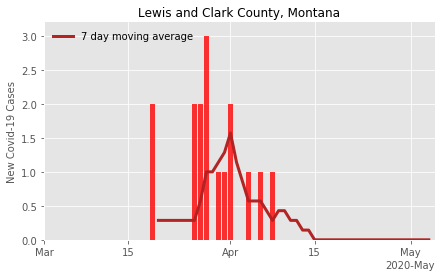 Lewis and Clark County, Montana
7 day moving average
New Covid-19 Cases
3.0
2.5
2.0
1.5
1.0
0.5
0.0
Mar
15
Apr
15
May
2020-May